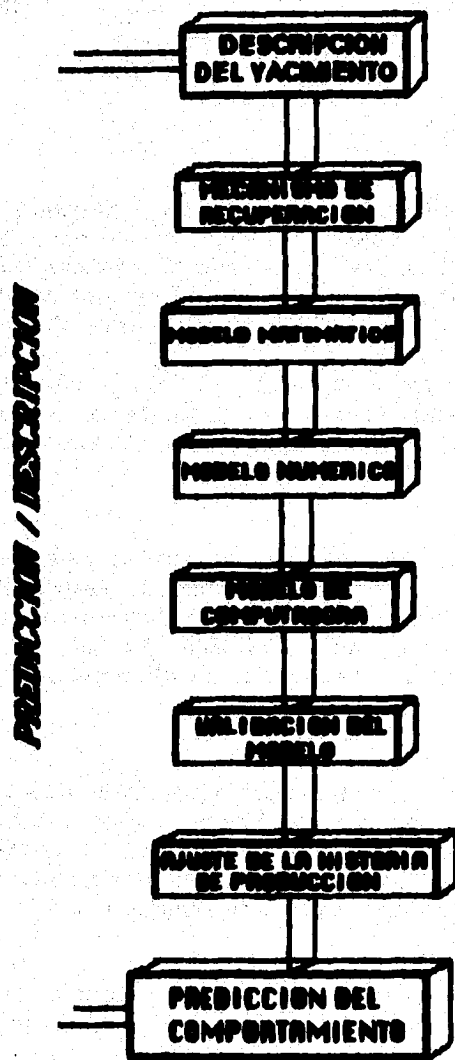 DESCRIPCION
DEL YACIMIENTO
MECANISMO DE
RECUPERACION
MODELO MATEMATICO
MODELO NUMERICO
MODELO DE
COMPUTADORA
VALIDACION DEL
MODELO
AJUSTE DE LA HISTORIA
DE PRODUCCION
PREDICCION DEL
COMPORTAMIENTO
PREDICCION / DESCRIPCION